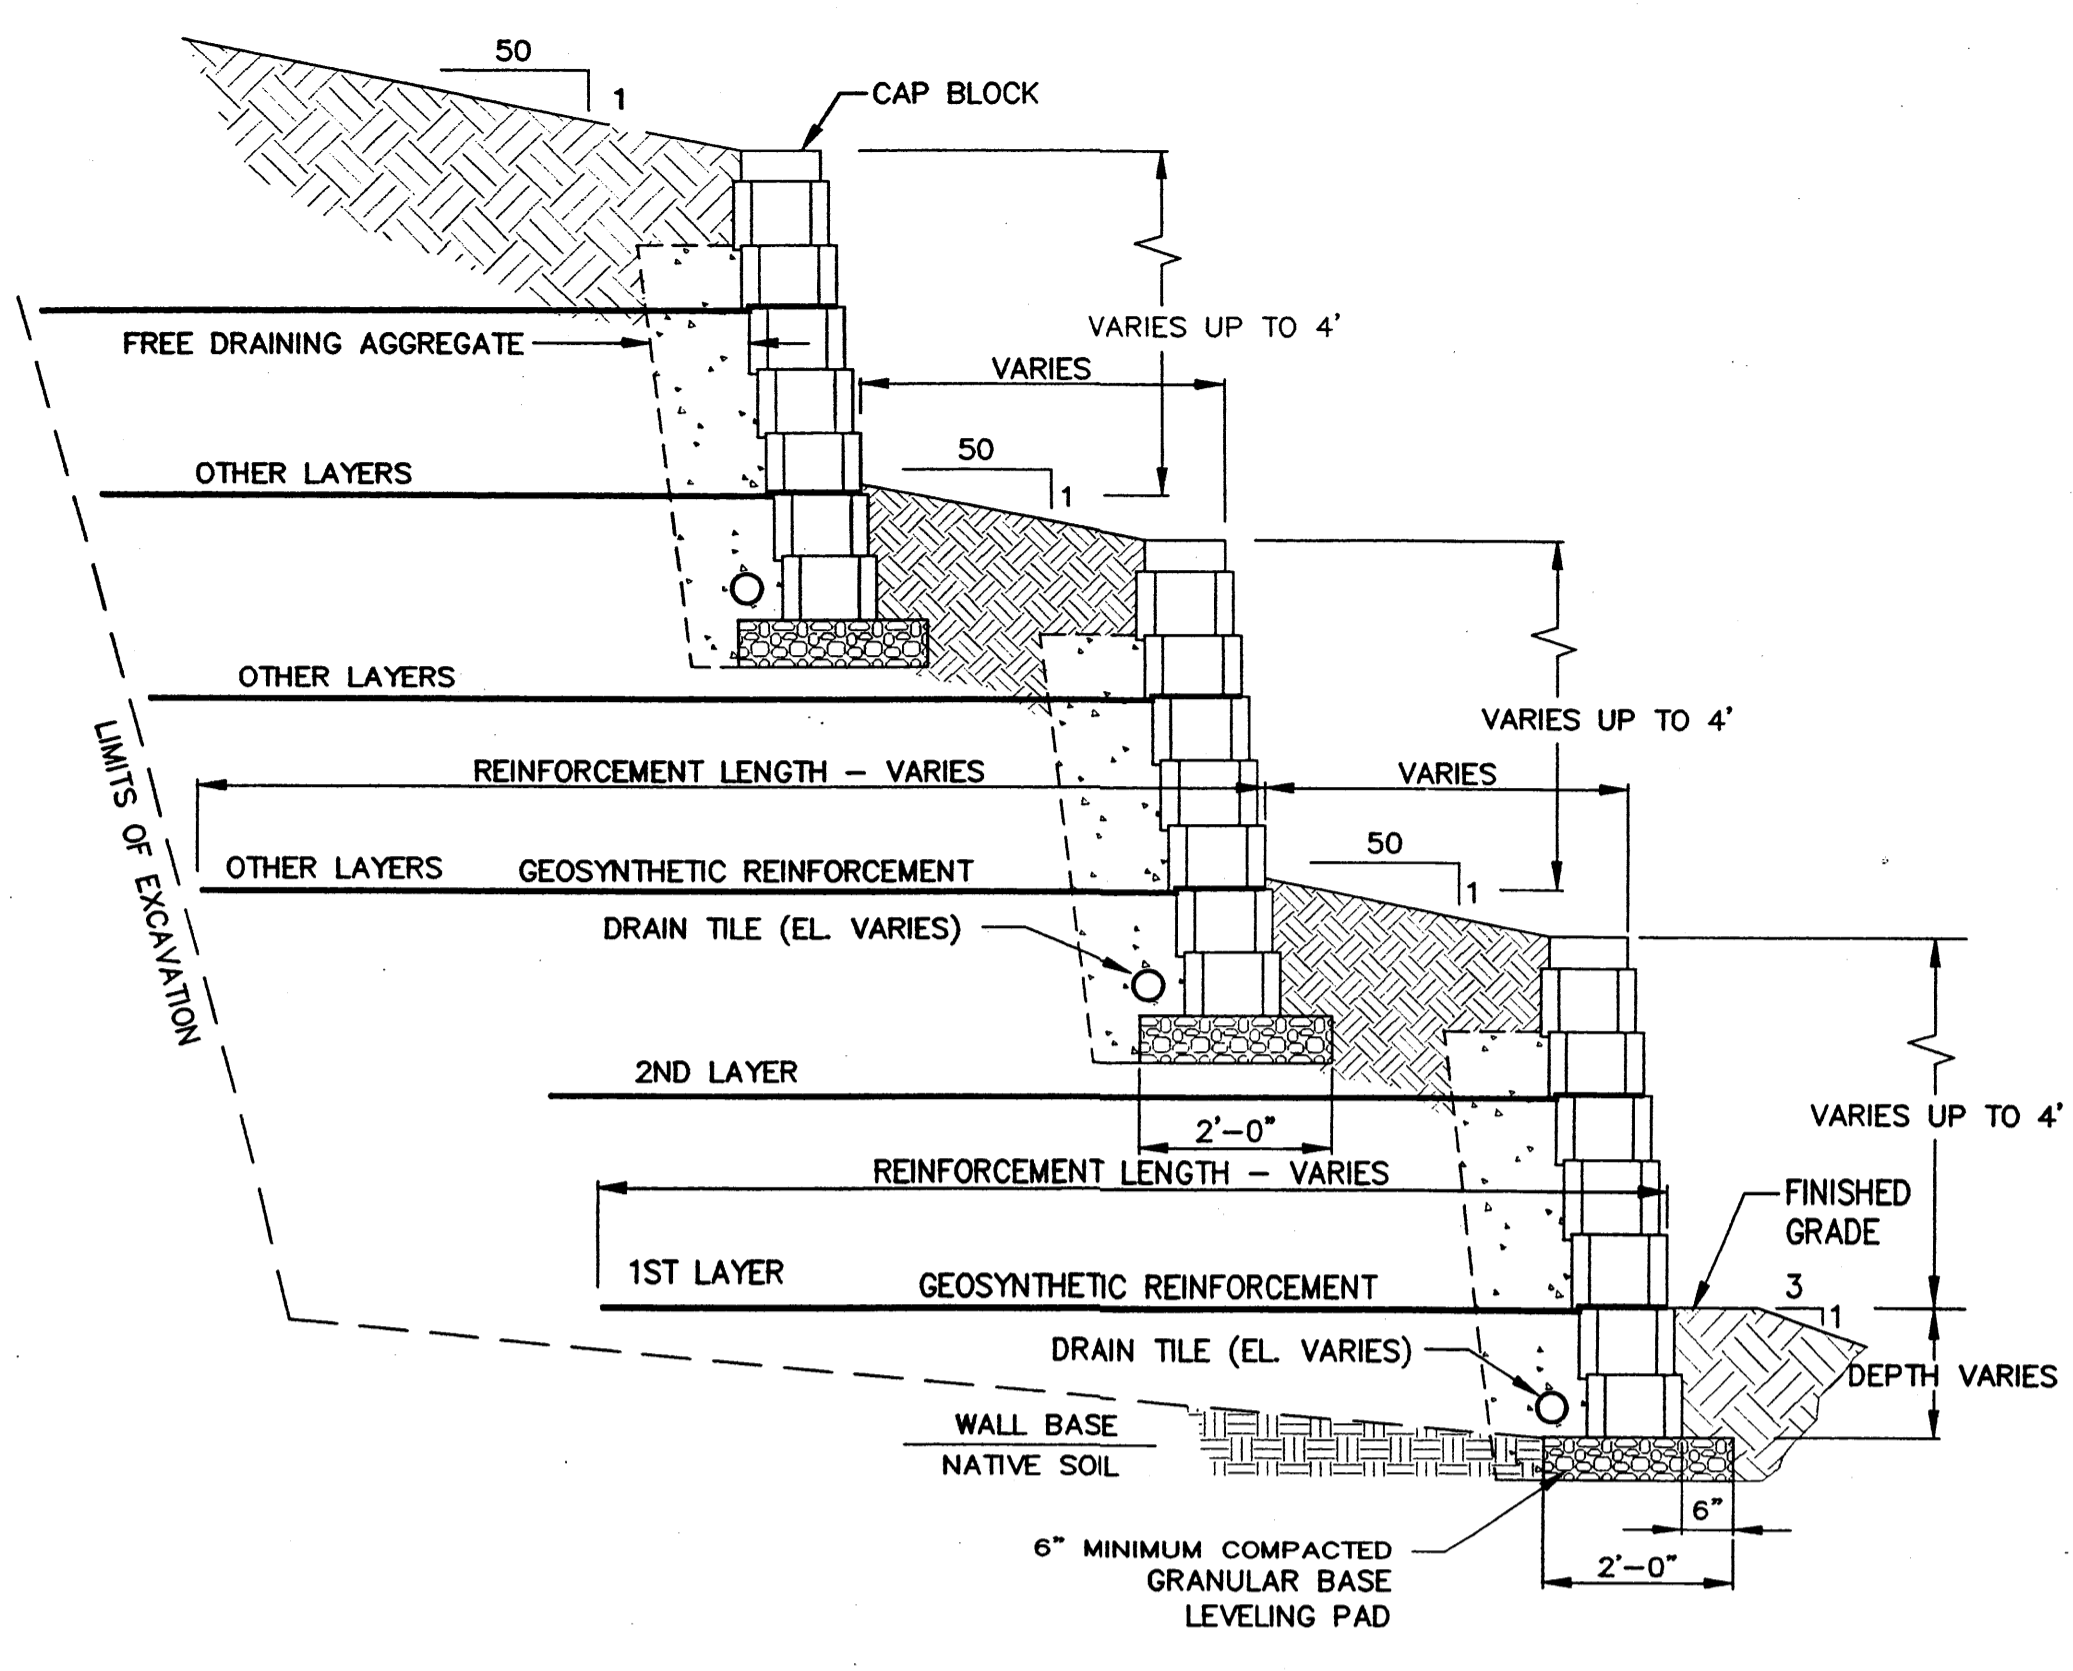 50
1
CAP BLOCK
VARIES UP TO 4'
FREE DRAINING AGGREGATE
VARIES
50
1
OTHER LAYERS
OTHER LAYERS
VARIES UP TO 4'
REINFORCEMENT LENGTH – VARIES
VARIES
LIMITS OF EXCAVATION
50
1
OTHER LAYERS
GEOSYNTHETIC REINFORCEMENT
DRAIN TILE (EL. VARIES)
2ND LAYER
VARIES UP TO 4'
2'–0"
REINFORCEMENT LENGTH – VARIES
FINISHED
GRADE
1ST LAYER
GEOSYNTHETIC REINFORCEMENT
3
1
DRAIN TILE (EL. VARIES)
DEPTH VARIES
WALL BASE
NATIVE SOIL
6"
6" MINIMUM COMPACTED
GRANULAR BASE
LEVELING PAD
2'–0"